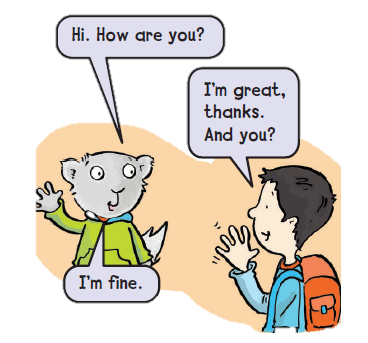 Hi. How are you?
I'm great,
thanks.
And you?
I'm fine.